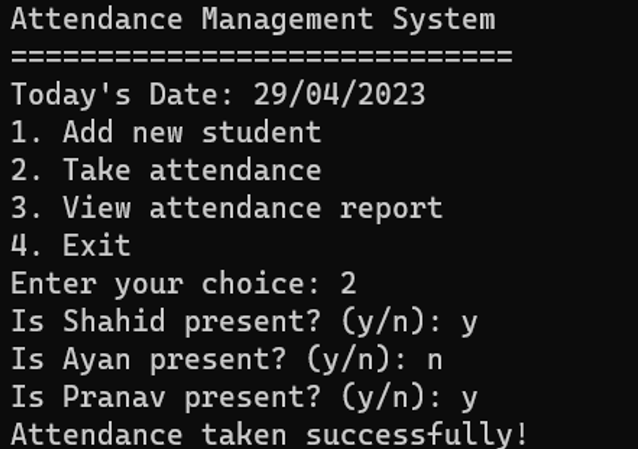 Attendance Management System
=============================
Today's Date: 29/04/2023
1. Add new student
2. Take attendance
3. View attendance report
4. Exit
Enter your choice: 2
Is Shahid present? (y/n): y
Is Ayan present? (y/n): n
Is Pranav present? (y/n): y
Attendance taken successfully!